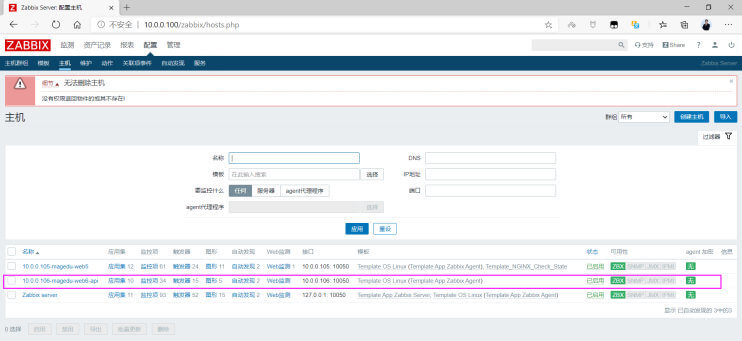 Zabbix Server: 配置主机
不安全 | 10.0.0.100/zabbix/hosts.php
ZABBIX 监测 资产记录 报表 配置 管理 支持 Share ?
主机群组 模板 主机 维护 动作 关联项事件 自动发现 服务 Zabbix Server
细节 无法删除主机
没有权限返回物件的或其不存在!
主机 群组 所有 创建主机 导入
过滤器
名称 DNS
模板 在此输入搜索 选择 IP地址
要监控什么 任何 服务器 agent代理程序 端口
agent代理程序 选择
应用 重设
名称 应用集 监控项 触发器 图形 自动发现 Web监测 接口 模板 状态 可用性 agent 加密 信息
10.0.0.105-magedu-web5 应用集 12 监控项 61 触发器 24 图形 11 自动发现 2 Web监测 1 10.0.0.105: 10050 Template OS Linux (Template App Zabbix Agent), Template_NGINX_Check_State 已启用 ZBX SNMP JMX IPMI 无
10.0.0.106-magedu-web6-api 应用集 10 监控项 34 触发器 15 图形 5 自动发现 2 Web监测 10.0.0.106: 10050 Template OS Linux (Template App Zabbix Agent) 已启用 ZBX SNMP JMX IPMI 无
Zabbix server 应用集 11 监控项 93 触发器 52 图形 15 自动发现 2 Web监测 127.0.0.1: 10050 Template App Zabbix Server, Template OS Linux (Template App Zabbix Agent) 已启用 ZBX SNMP JMX IPMI 无
显示 已自动发现的 3中的3
0 选择 启用 禁用 导出 批量更新 删除